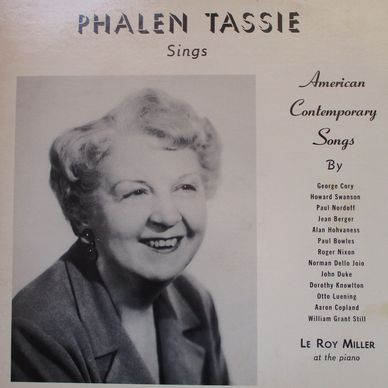 PHALEN TASSIE
Sings
American
Contemporary
Songs
By
George Cory
Howard Swanson
Paul Nordoff
Jean Berger
Alan Hohvaness
Paul Bowles
Roger Nixon
Norman Dello Joio
John Duke
Dorothy Knowlton
Otto Luening
Aaron Copland
William Grant Still
LE ROY MILLER
at the piano